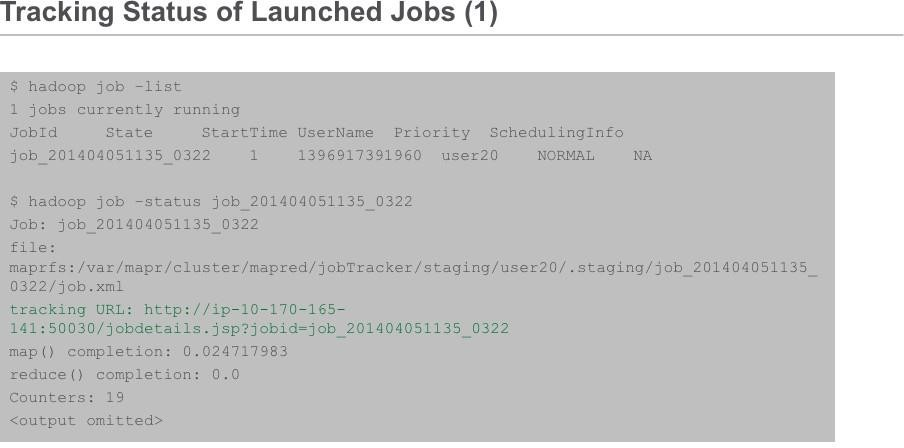 Tracking Status of Launched Jobs (1)
$ hadoop job –list
1 jobs currently running
JobId State StartTime UserName Priority SchedulingInfo
job_201404051135_0322 1 1396917391960 user20 NORMAL NA
$ hadoop job –status job_201404051135_0322
Job: job_201404051135_0322
file:
maprfs:/var/mapr/cluster/mapred/jobTracker/staging/user20/.staging/job_201404051135_
0322/job.xml
tracking URL: http://ip-10-170-165-
141:50030/jobdetails.jsp?jobid=job_201404051135_0322
map() completion: 0.024717983
reduce() completion: 0.0
Counters: 19
<output omitted>